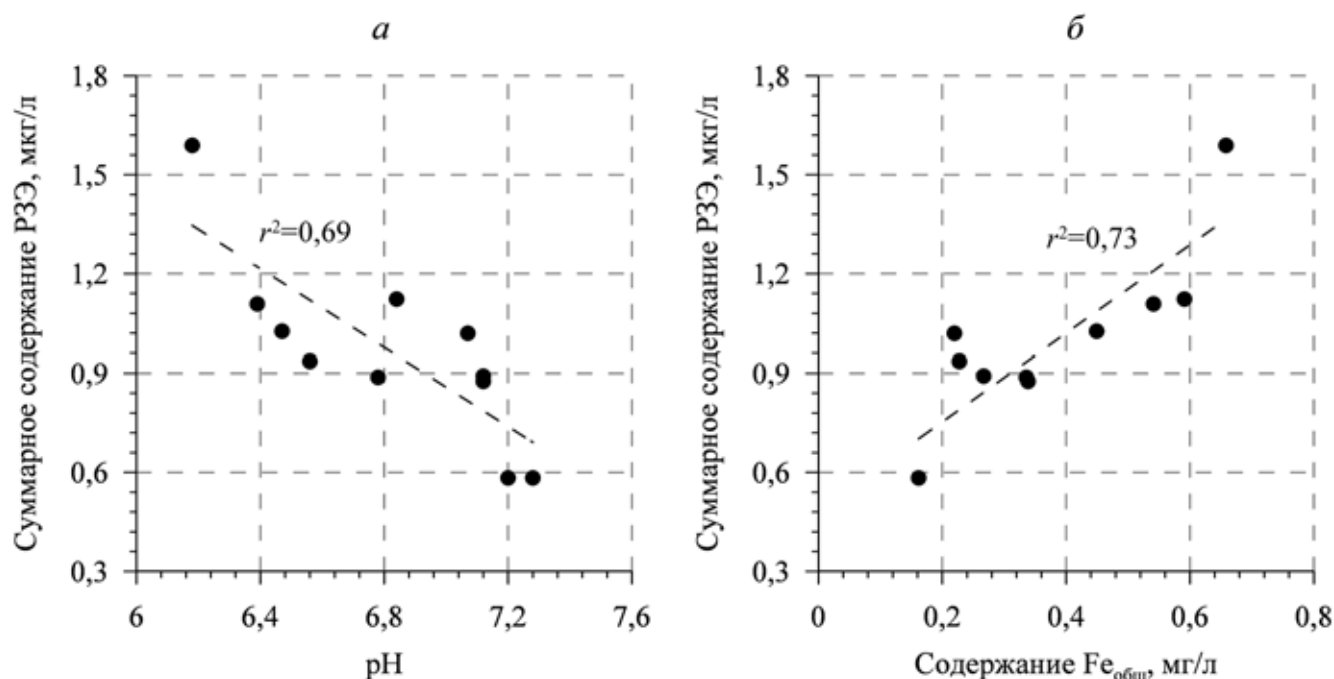 а
Суммарное содержание РЗЭ, мкг/л
1,8
1,5
1,2
0,9
0,6
0,3
r²=0,69
6
6,4
6,8
7,2
7,6
pH
б
Суммарное содержание РЗЭ, мкг/л
1,8
1,5
1,2
0,9
0,6
0,3
r²=0,73
0
0,2
0,4
0,6
0,8
Содержание Feобщ, мг/л